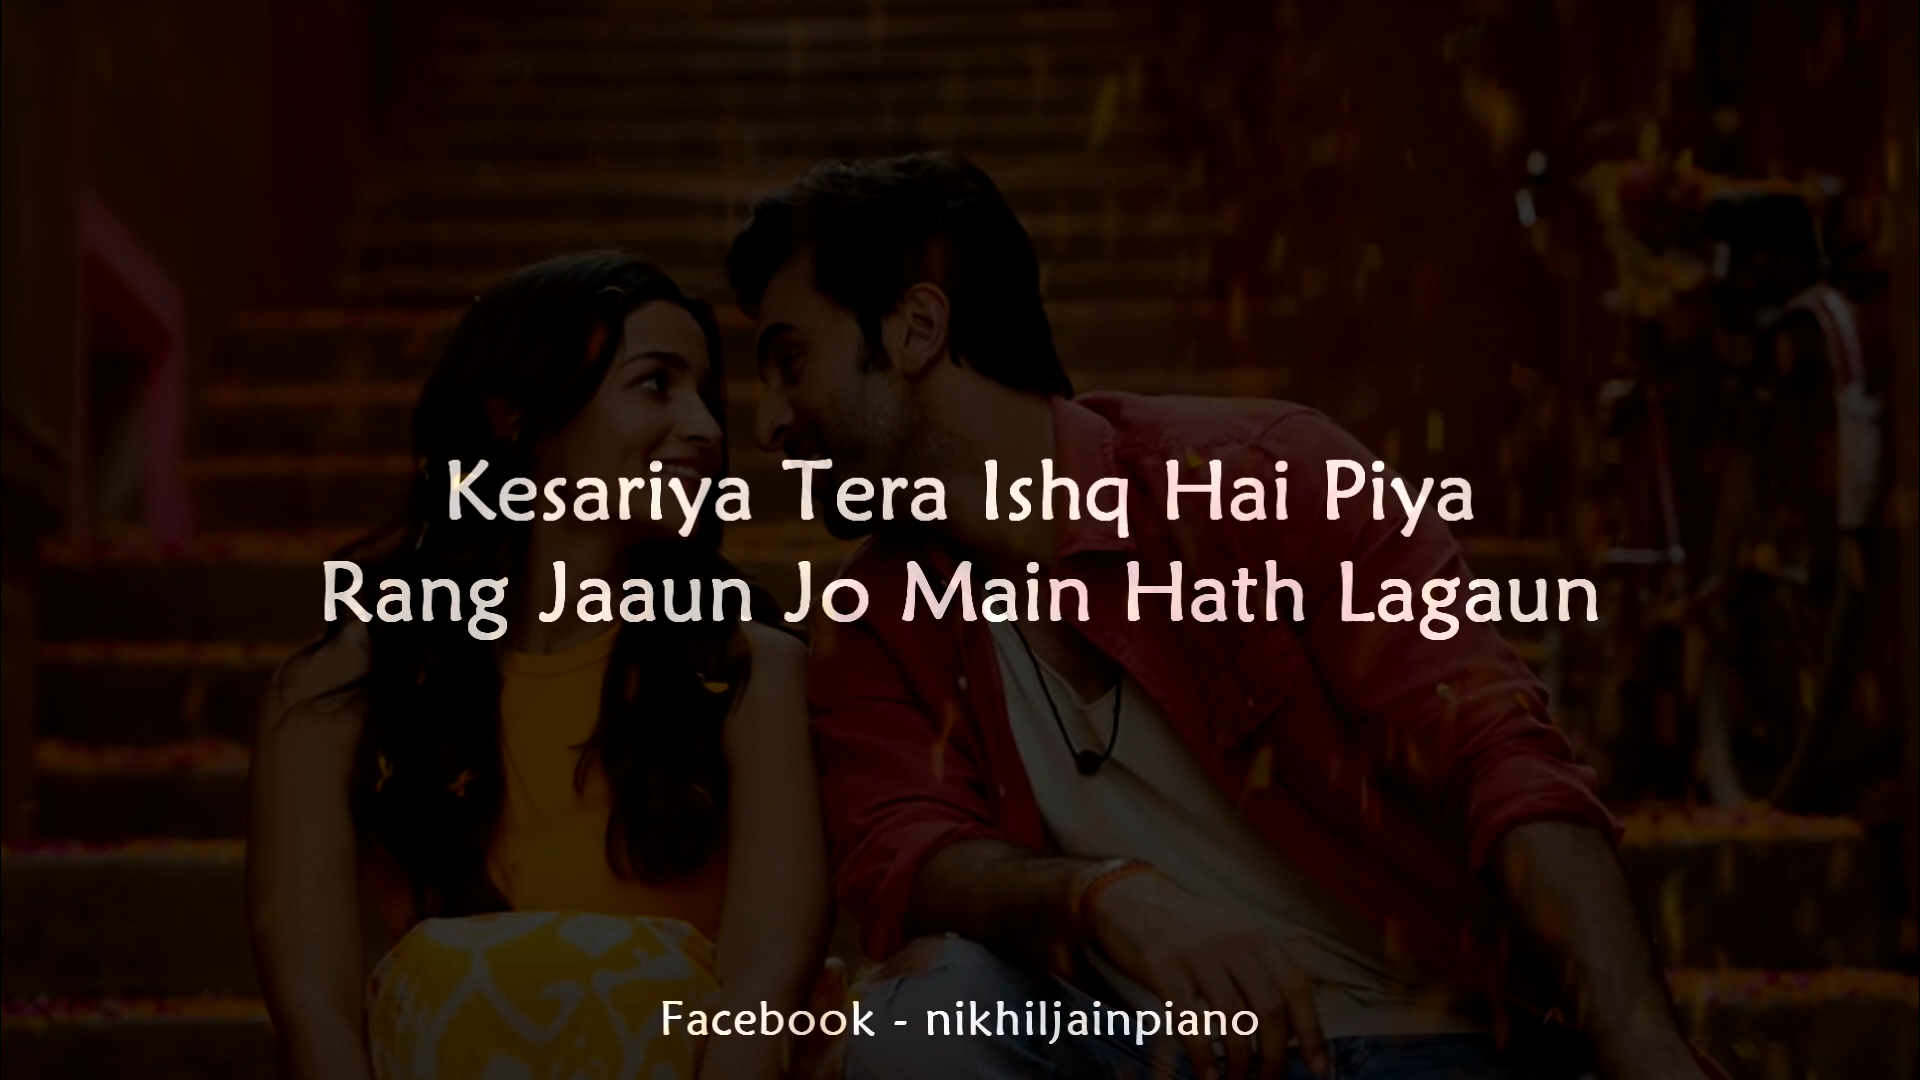 Kesariya Tera Ishq Hai Piya
Rang Jaaun Jo Main Hath Lagaun
Facebook - nikhiljainpiano